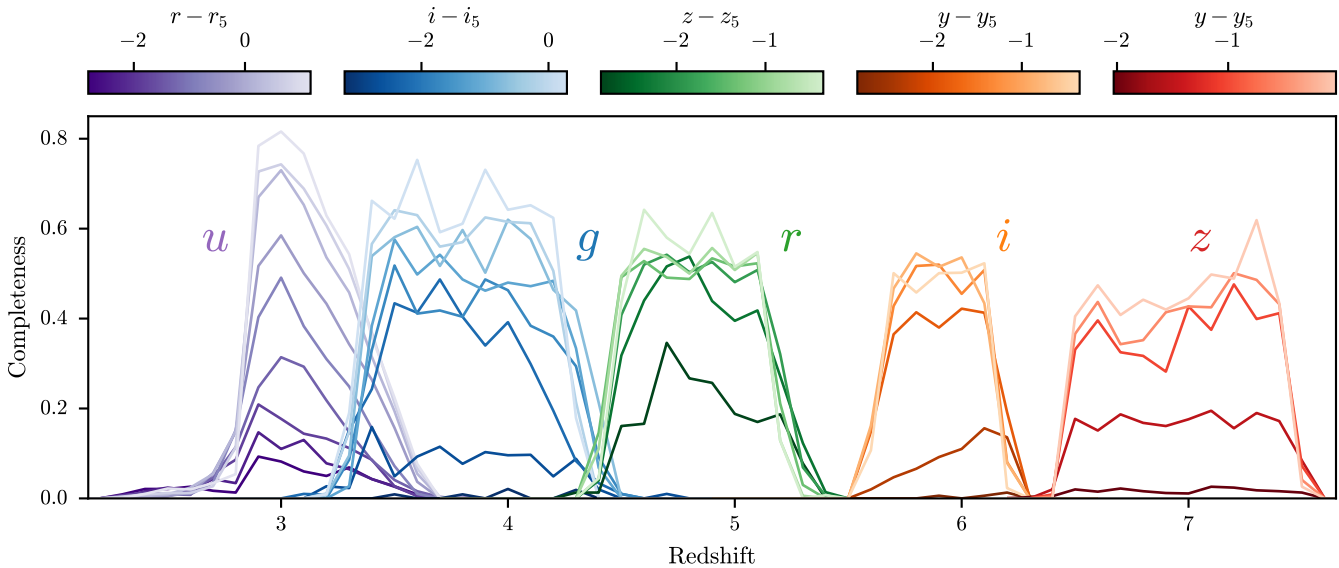 r − r₅ i − i₅ z − z₅ y − y₅ y − y₅
−2 0 −2 0 −2 −1 −2 −1 −2 −1
0.8
0.6
0.4
0.2
0.0
Completeness
u g r i z
3 4 5 6 7
Redshift